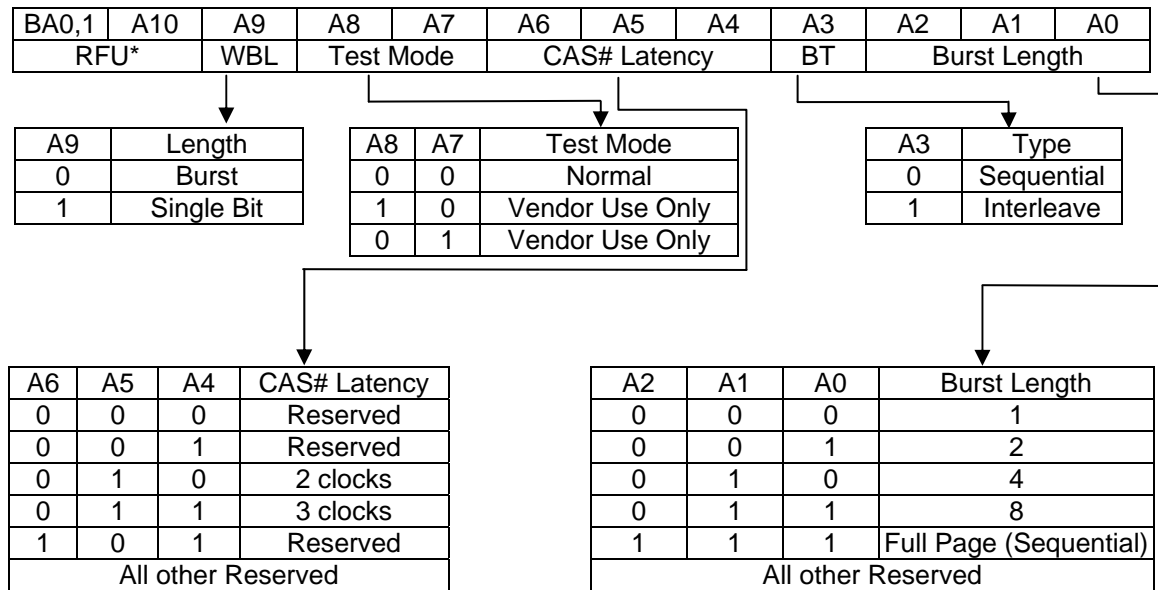 BA0,1 A10 A9 A8 A7 A6 A5 A4 A3 A2 A1 A0
RFU* WBL Test Mode CAS# Latency BT Burst Length
A9 Length
0 Burst
1 Single Bit
A8 A7 Test Mode
0 0 Normal
1 0 Vendor Use Only
0 1 Vendor Use Only
A3 Type
0 Sequential
1 Interleave
A6 A5 A4 CAS# Latency
0 0 0 Reserved
0 0 1 Reserved
0 1 0 2 clocks
0 1 1 3 clocks
1 0 1 Reserved
All other Reserved
A2 A1 A0 Burst Length
0 0 0 1
0 0 1 2
0 1 0 4
0 1 1 8
1 1 1 Full Page (Sequential)
All other Reserved